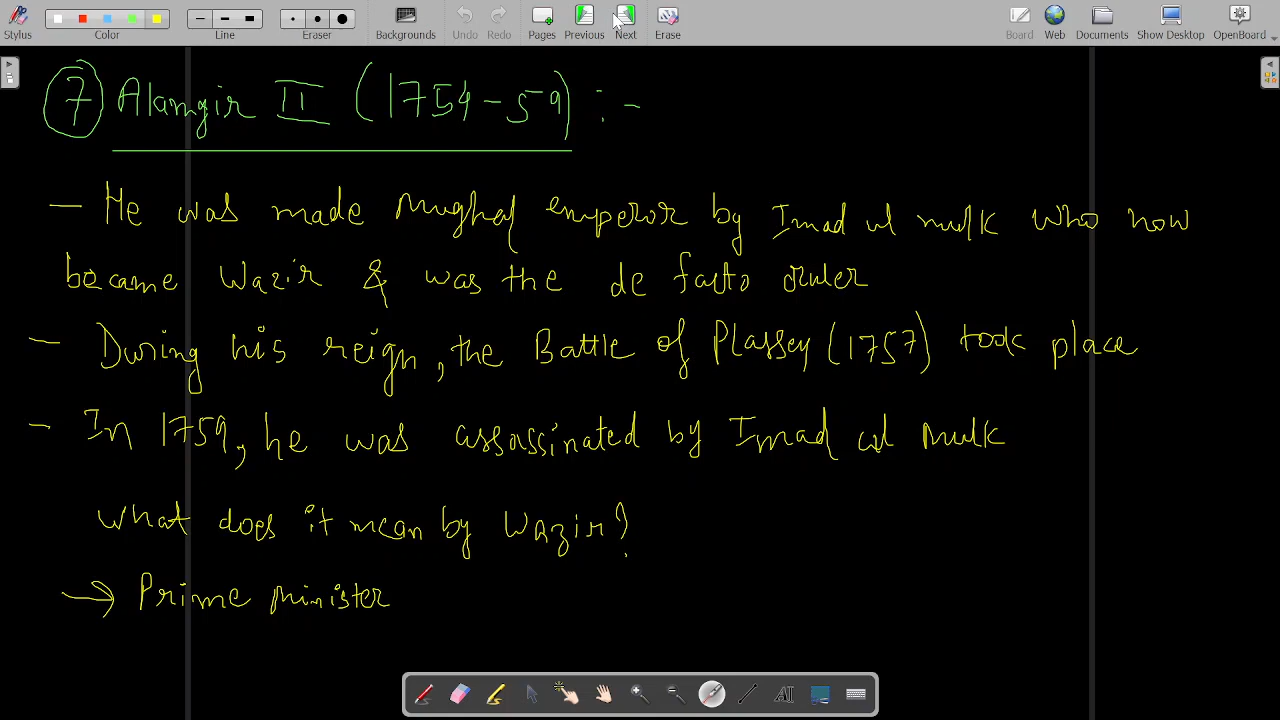 Stylus
Color
Line
Eraser
Backgrounds
Undo
Redo
Pages
Previous
Next
Erase
Board
Web
Documents
Show Desktop
OpenBoard
7 Alamgir II (1754-59) :-
- He was made Mughal emperor by Imad ul mulk who now
became Wazir & was the de facto ruler
- During his reign, the Battle of Plassey (1757) took place
- In 1759, he was assassinated by Imad ul mulk
What does it mean by Wazir?
→ Prime minister
AI